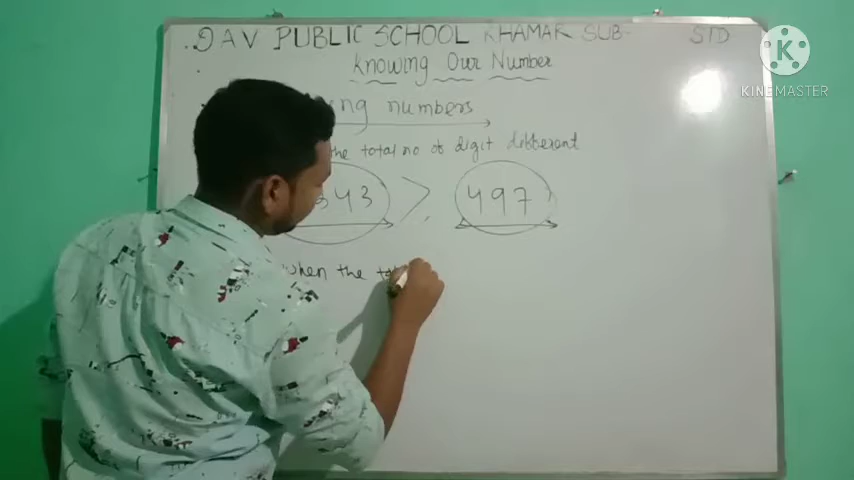 DAV PUBLIC SCHOOL KHAMAR SUB- STD
Knowing Our Number
numbers
the total no of digit different
43 > 497
when the
KINEMASTER